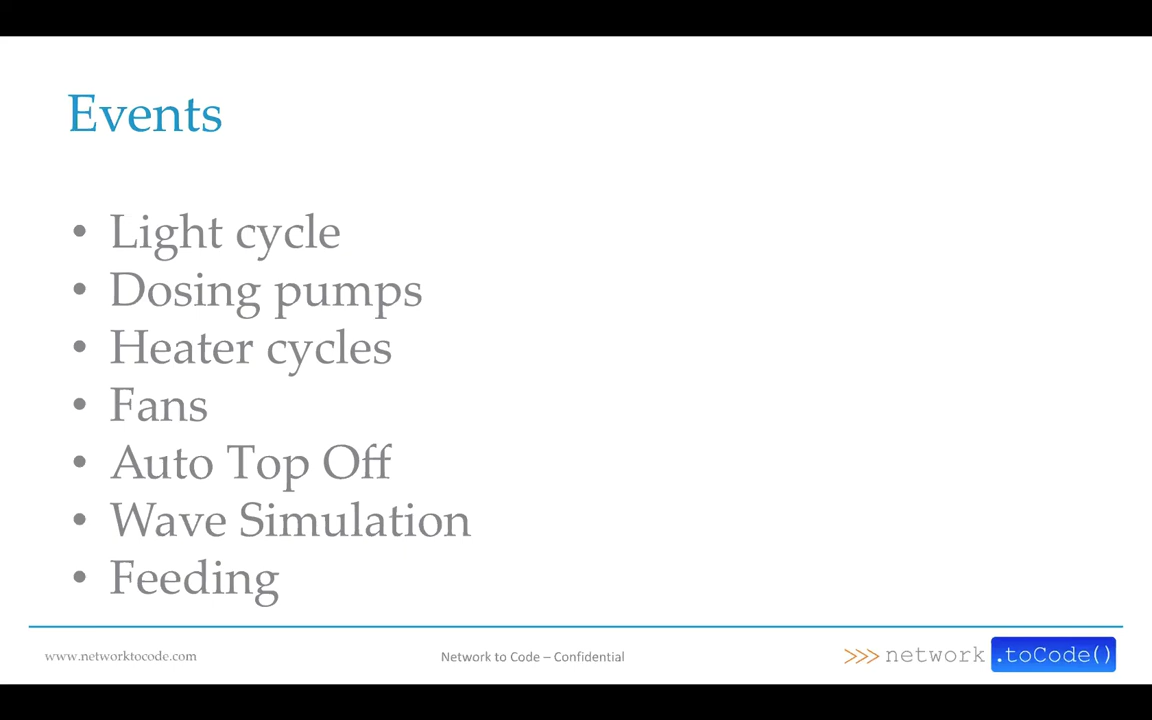 Events
• Light cycle
• Dosing pumps
• Heater cycles
• Fans
• Auto Top Off
• Wave Simulation
• Feeding
www.networktocode.com
Network to Code – Confidential
>>> network .toCode()